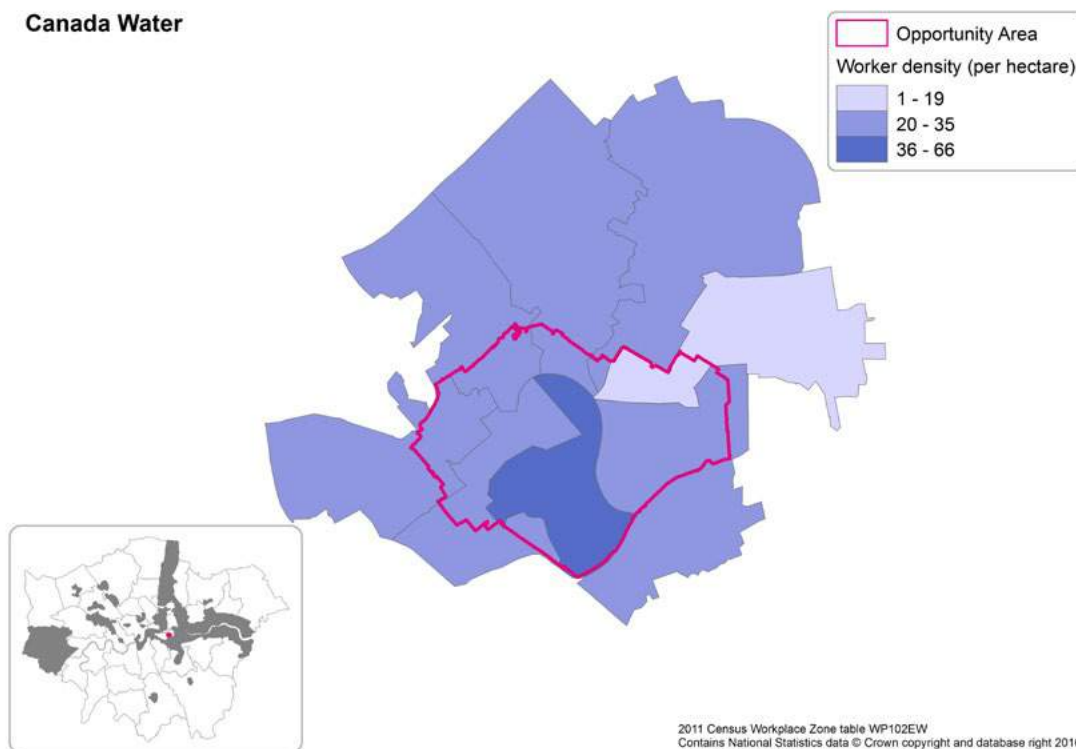 Canada Water
Opportunity Area
Worker density (per hectare)
1 - 19
20 - 35
36 - 66
2011 Census Workplace Zone table WP102EW
Contains National Statistics data © Crown copyright and database right 201